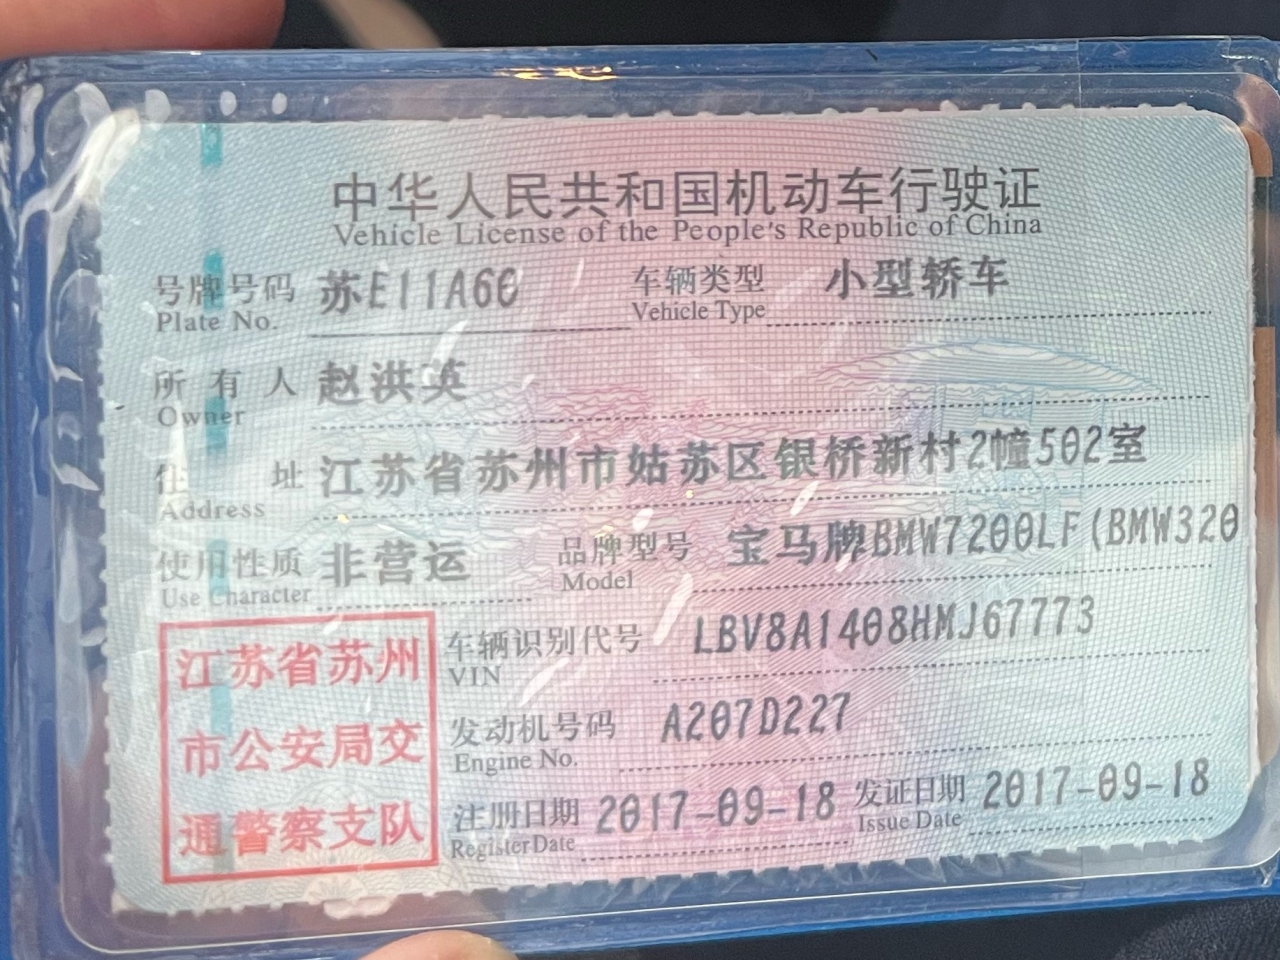 中华人民共和国机动车行驶证
Vehicle License of the People's Republic of China
号牌号码 苏E11A60 车辆类型 小型轿车
Plate No. Vehicle Type
所有人 赵洪英
Owner
住址 江苏省苏州市姑苏区银桥新村2幢502室
Address
使用性质 非营运 品牌型号 宝马牌BMW7200LF(BMW320
Use Character Model
江苏省苏州
市公安局交
通警察支队
车辆识别代号 LBV8A1408HMJ67773
VIN
发动机号码 A207D227
Engine No.
注册日期 2017-09-18 发证日期 2017-09-18
Register Date Issue Date